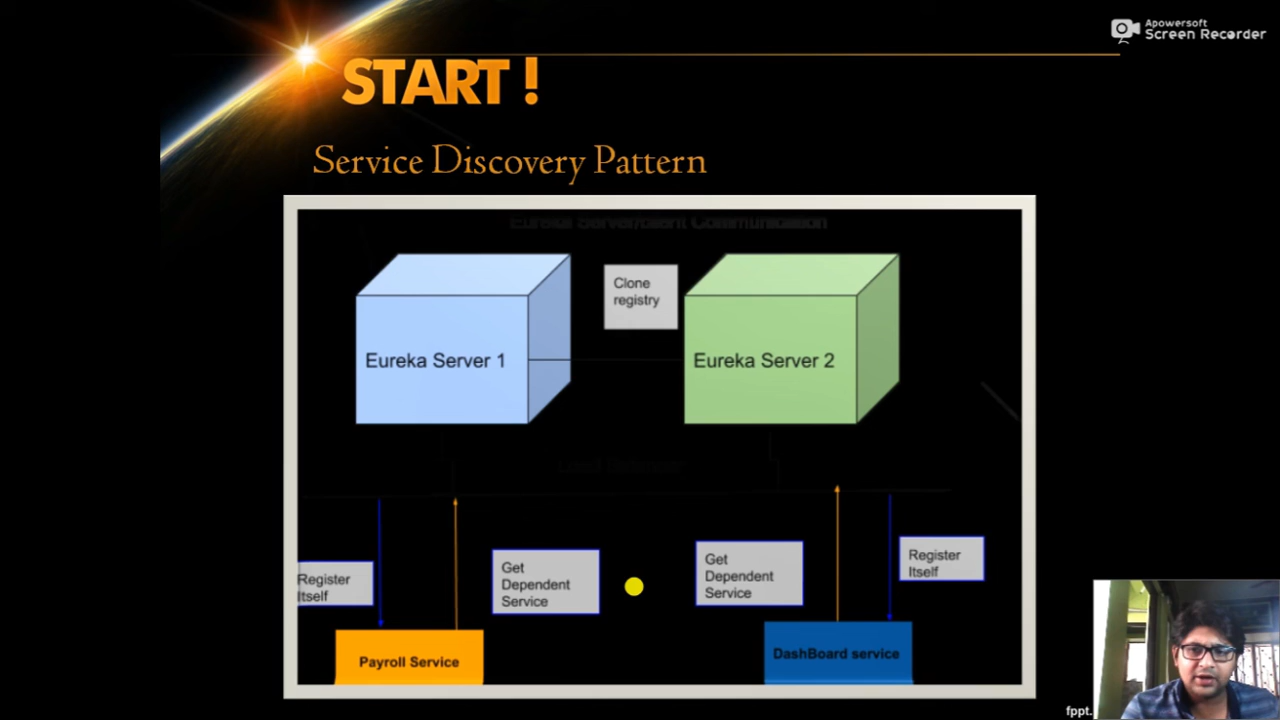 Apowersoft
Screen Recorder
START !
Service Discovery Pattern
Eureka Server/client Communication
Clone
registry
Eureka Server 1
Eureka Server 2
Register
Itself
Get
Dependent
Service
Get
Dependent
Service
Register
Itself
Payroll Service
DashBoard service
fppt.